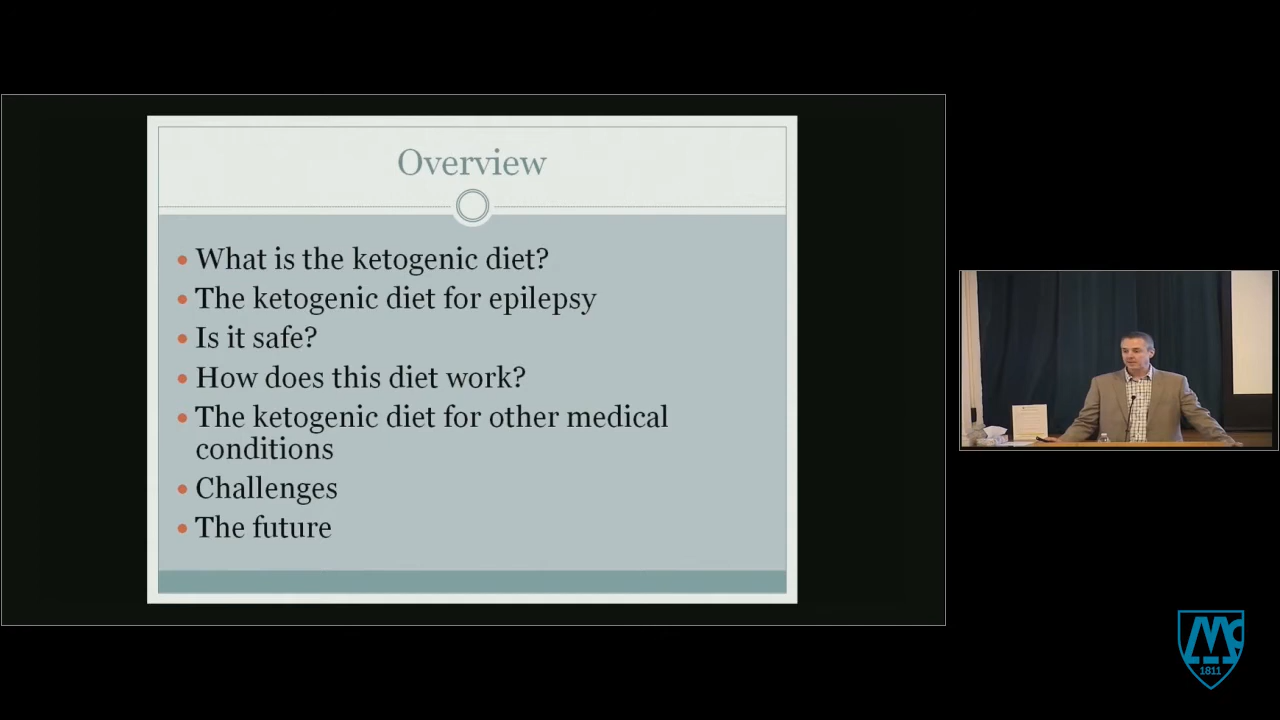 Overview
What is the ketogenic diet?
The ketogenic diet for epilepsy
Is it safe?
How does this diet work?
The ketogenic diet for other medical
conditions
Challenges
The future
1811